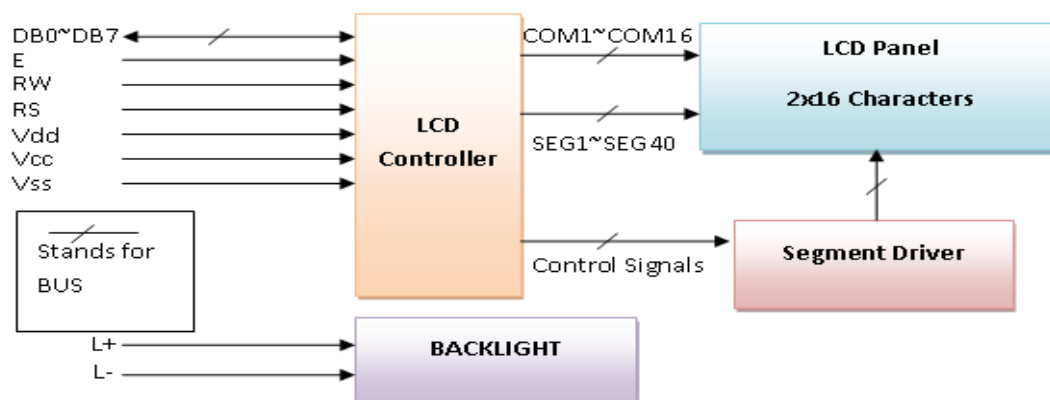 DB0~DB7
E
RW
RS
Vdd
Vcc
Vss
Stands for
BUS
LCD
Controller
COM1~COM16
SEG1~SEG40
Control Signals
LCD Panel
2x16 Characters
Segment Driver
L+
L-
BACKLIGHT